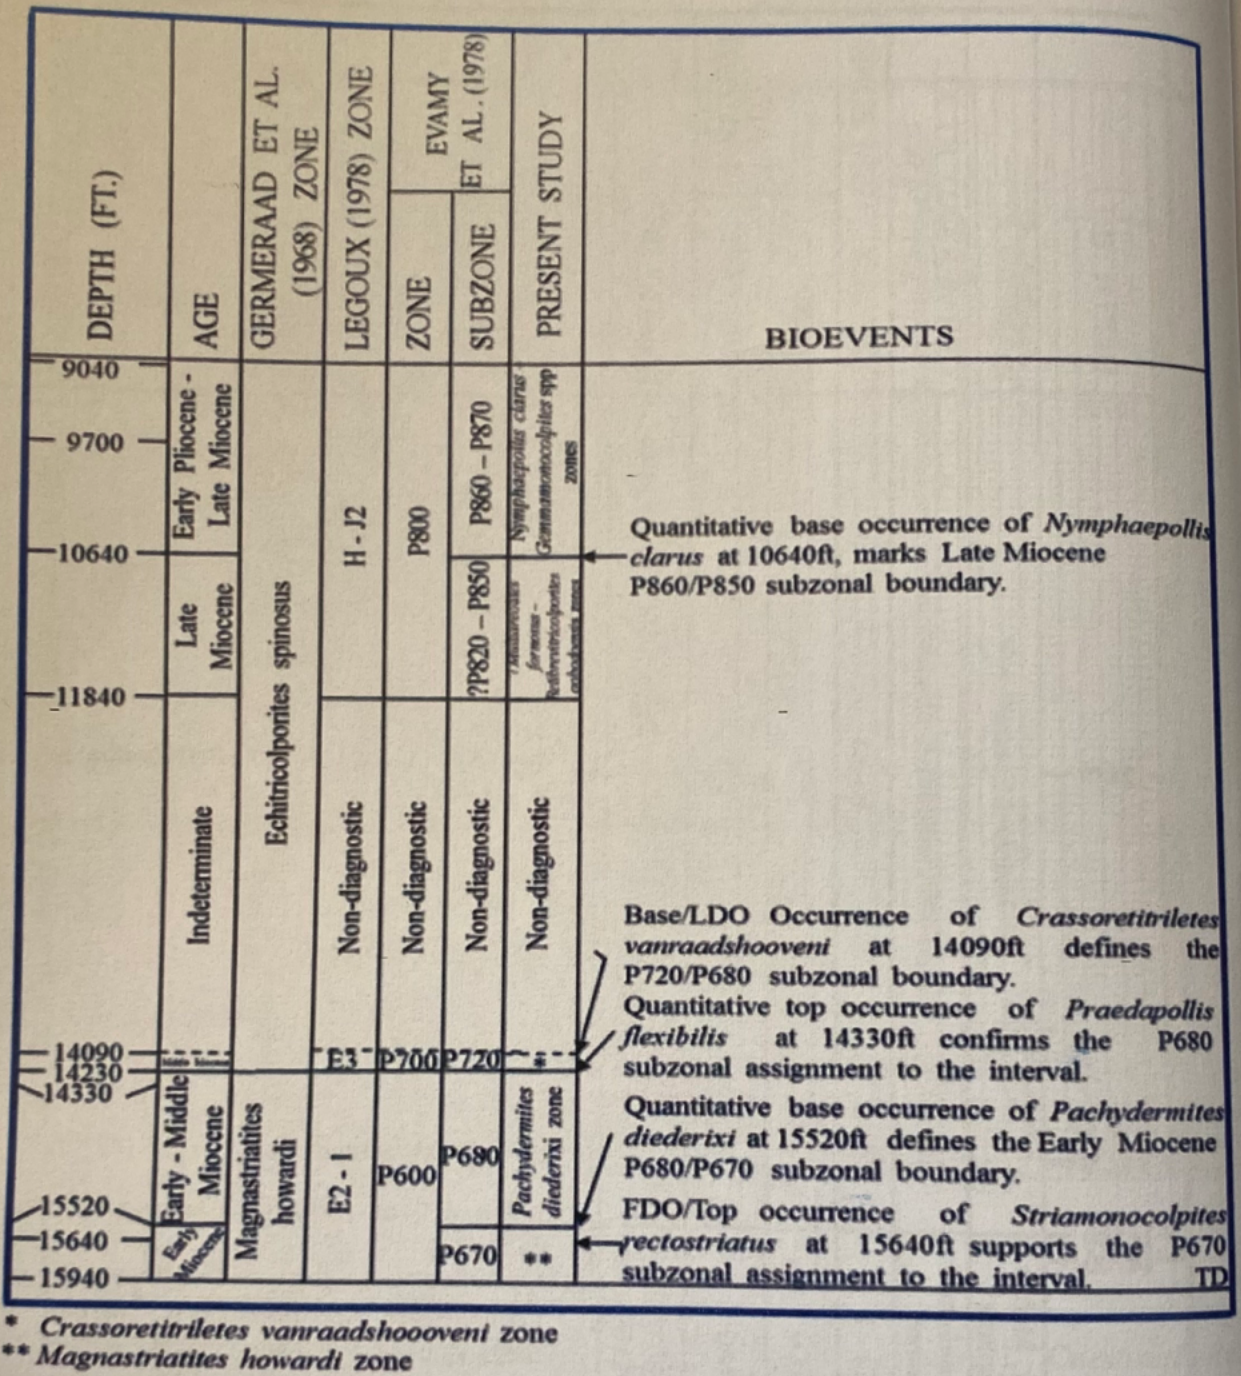 DEPTH (FT.)
AGE
GERMERAAD ET AL.
(1968) ZONE
LEGOUX (1978) ZONE
EVAMY
ET AL. (1978)
ZONE
SUBZONE
PRESENT STUDY
BIOEVENTS
9040
9700
10640
11840
14090
14230
14330
15520
15640
15940
Early Pliocene -
Late Miocene
Late
Miocene
Indeterminate
Early - Middle
Miocene
Early
Miocene
Echitricolporites spinosus
Magnastriatites
howardi
H - J2
Non-diagnostic
E3
E2 - 1
P800
Non-diagnostic
P700
P600
P860 – P870
?P820 – P850
Non-diagnostic
P720
P680
P670
Nymphaepollis clarus -
Gemmamonocolpites spp
zones
formosus –
Non-diagnostic
*
Pachydermites
diederixi zone
**
Quantitative base occurrence of Nymphaepollis
clarus at 10640ft, marks Late Miocene
P860/P850 subzonal boundary.
Base/LDO Occurrence of Crassoretitriletes
vanraadshooveni at 14090ft defines the
P720/P680 subzonal boundary.
Quantitative top occurrence of Praedapollis
flexibilis at 14330ft confirms the P680
subzonal assignment to the interval.
Quantitative base occurrence of Pachydermites
diederixi at 15520ft defines the Early Miocene
P680/P670 subzonal boundary.
FDO/Top occurrence of Striamonocolpites
rectostriatus at 15640ft supports the P670
subzonal assignment to the interval. TD
* Crassoretitriletes vanraadshoooveni zone
** Magnastriatites howardi zone